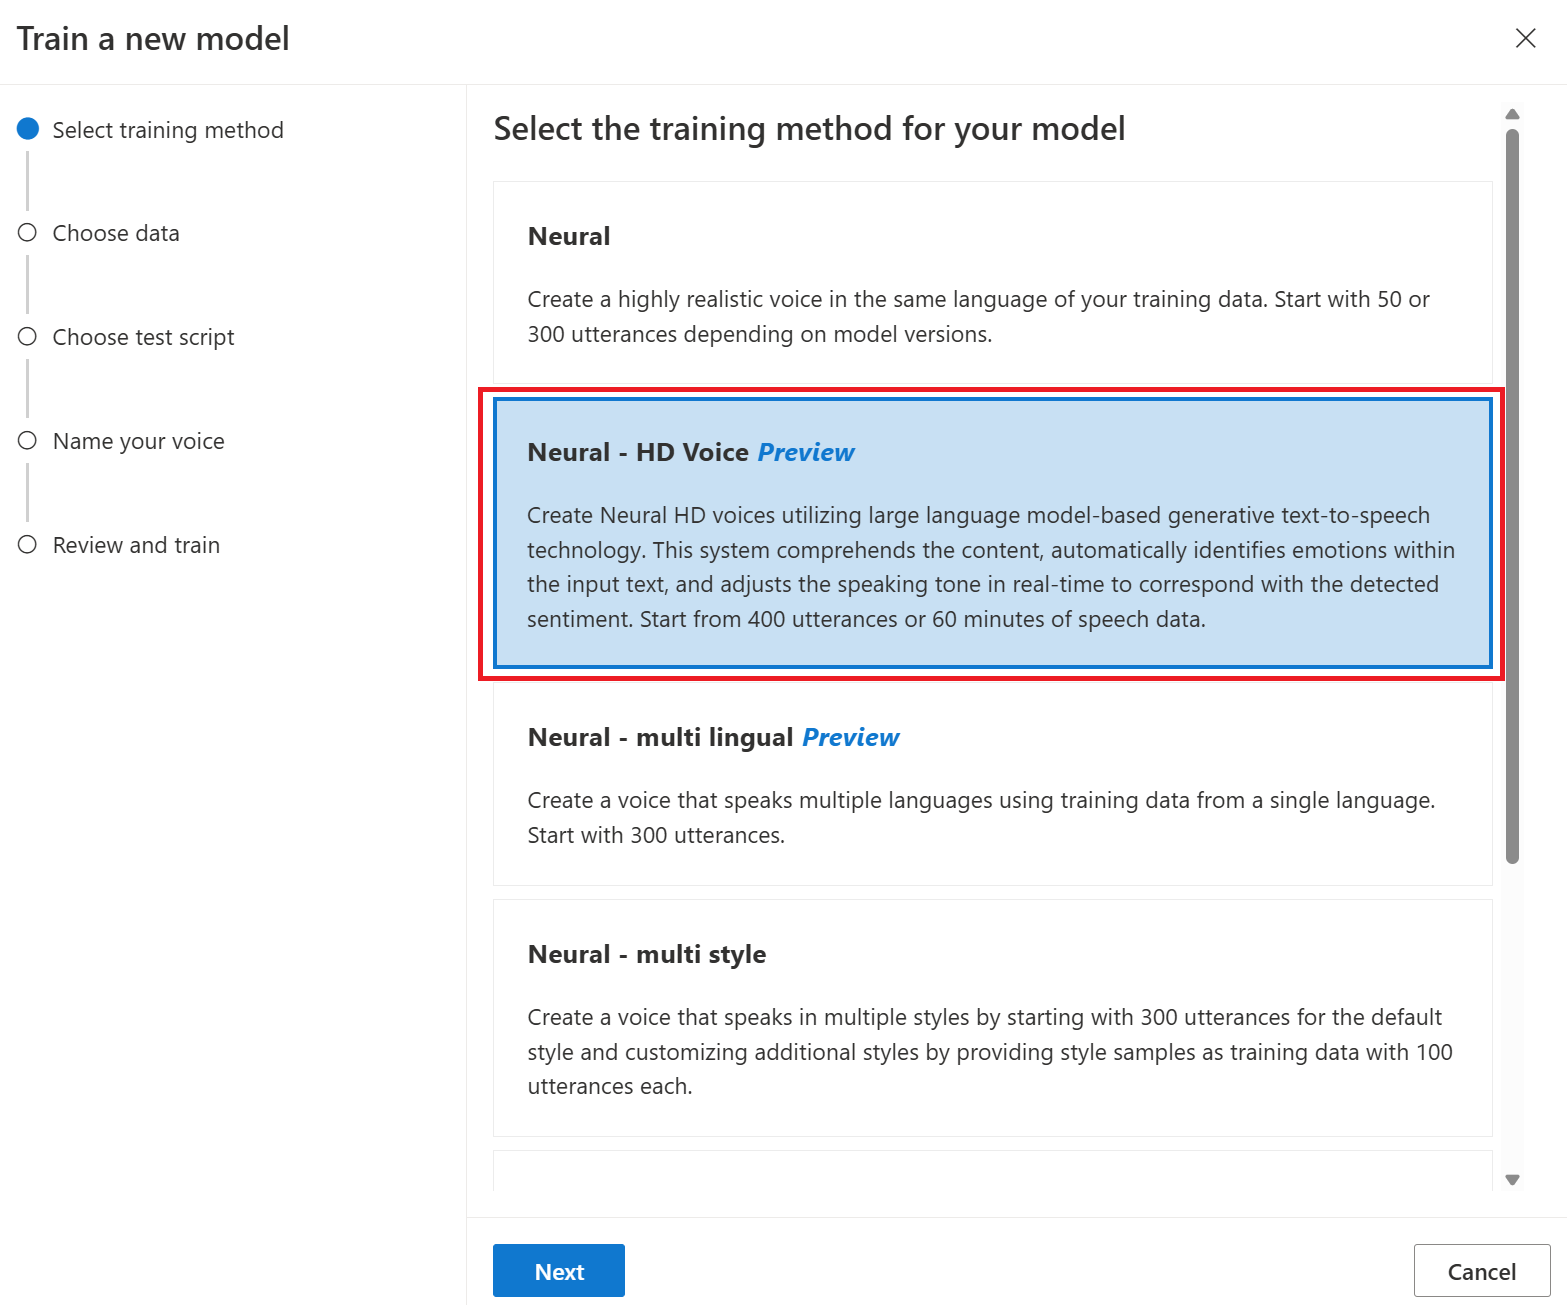 Train a new model
Select training method
Choose data
Choose test script
Name your voice
Review and train
Select the training method for your model
Neural
Create a highly realistic voice in the same language of your training data. Start with 50 or
300 utterances depending on model versions.
Neural - HD Voice Preview
Create Neural HD voices utilizing large language model-based generative text-to-speech
technology. This system comprehends the content, automatically identifies emotions within
the input text, and adjusts the speaking tone in real-time to correspond with the detected
sentiment. Start from 400 utterances or 60 minutes of speech data.
Neural - multi lingual Preview
Create a voice that speaks multiple languages using training data from a single language.
Start with 300 utterances.
Neural - multi style
Create a voice that speaks in multiple styles by starting with 300 utterances for the default
style and customizing additional styles by providing style samples as training data with 100
utterances each.
Next
Cancel